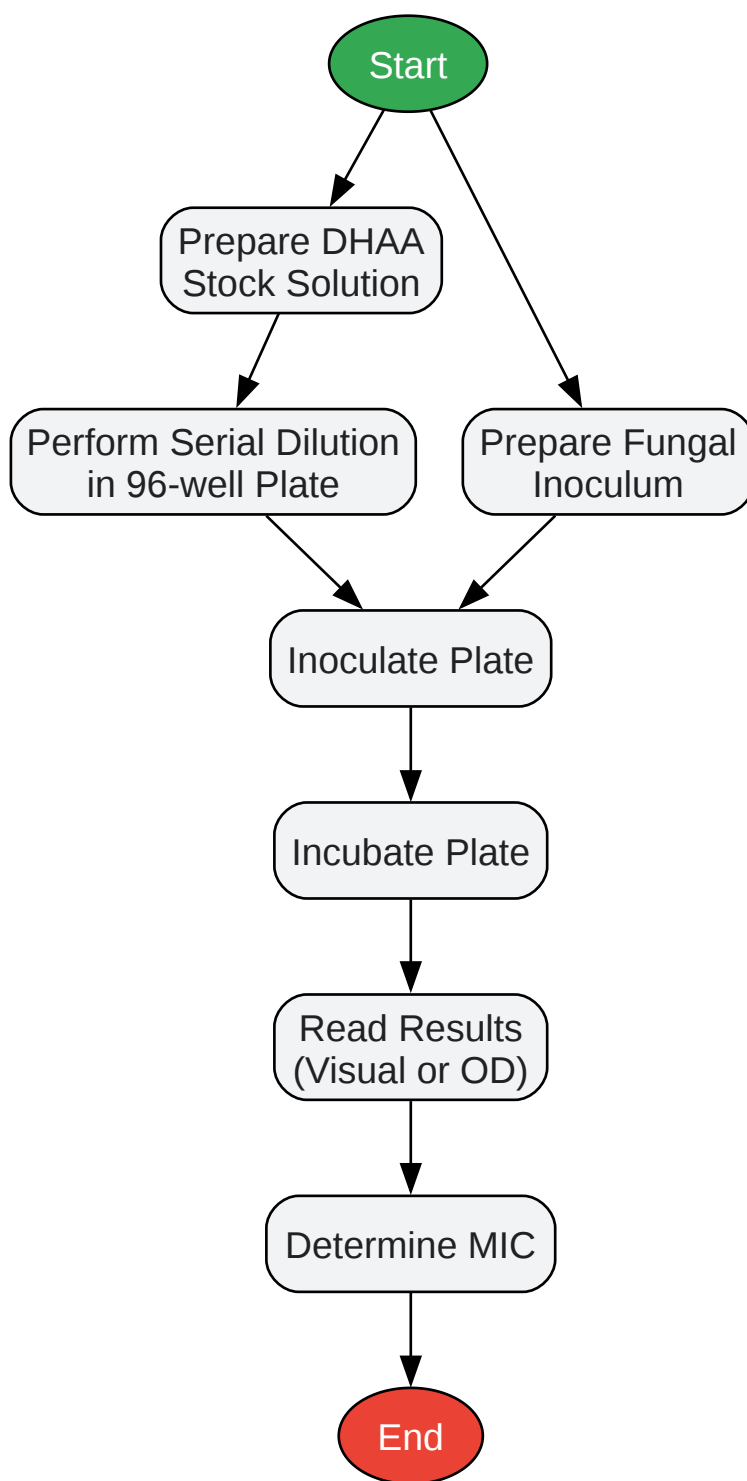 Start
Prepare DHAA
Stock Solution
Perform Serial Dilution
in 96-well Plate
Prepare Fungal
Inoculum
Inoculate Plate
Incubate Plate
Read Results
(Visual or OD)
Determine MIC
End